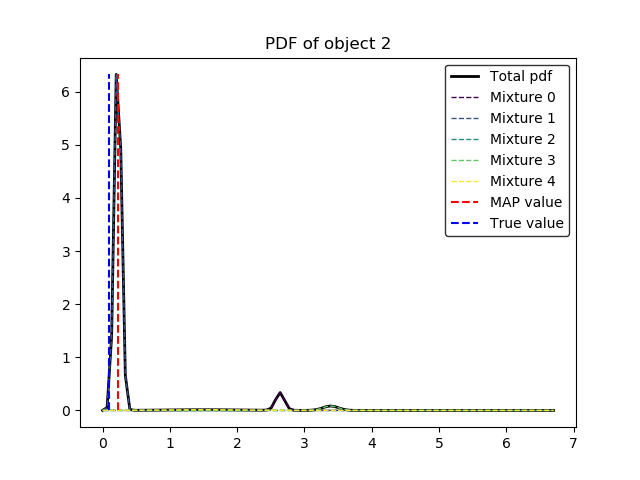 PDF of object 2
Total pdf
Mixture 0
Mixture 1
Mixture 2
Mixture 3
Mixture 4
MAP value
True value
6
5
4
3
2
1
0
0 1 2 3 4 5 6 7